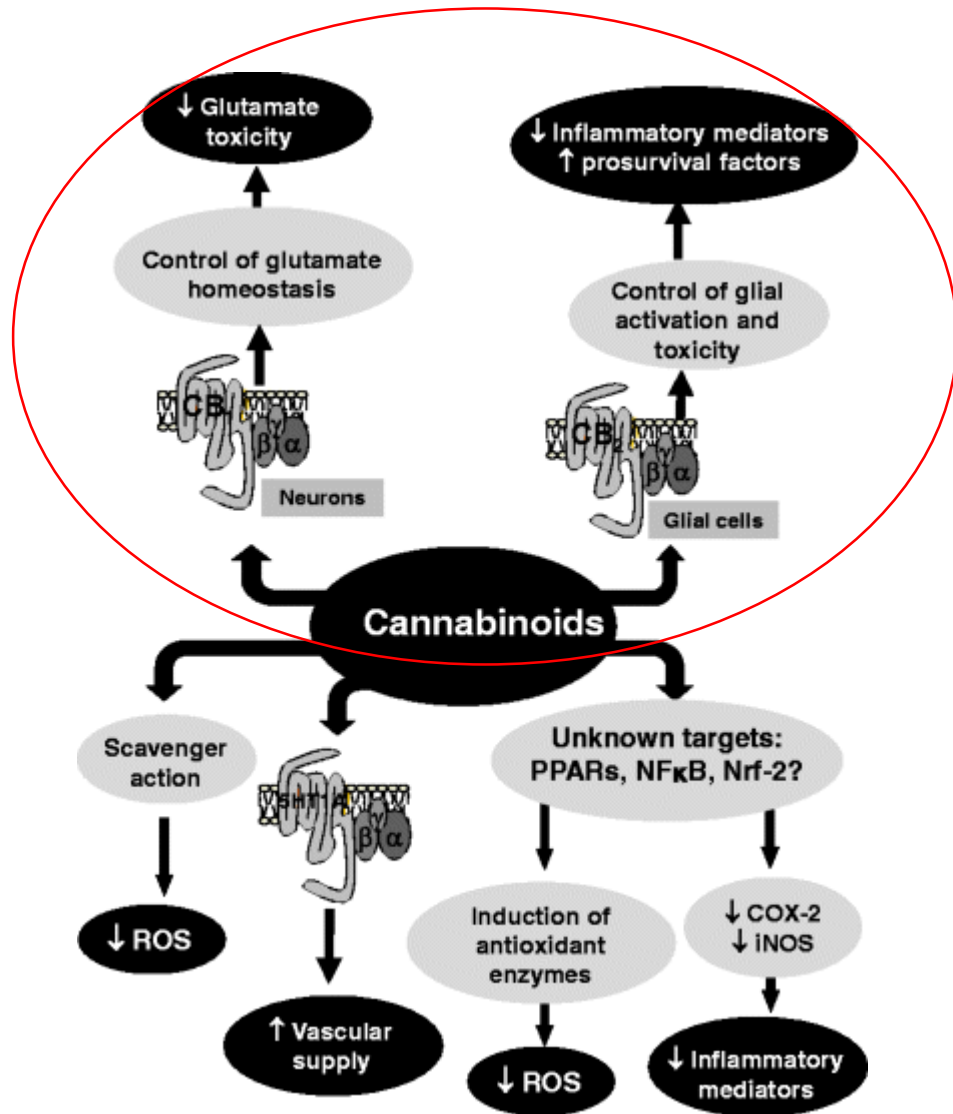 ↓ Glutamate
toxicity
↓ Inflammatory mediators
↑ prosurvival factors
Control of glutamate
homeostasis
Control of glial
activation and
toxicity
CB₁
β γ α
Neurons
CB₂
β γ α
Glial cells
Cannabinoids
Scavenger
action
↓ ROS
5HT1A
β γ α
↑ Vascular
supply
Unknown targets:
PPARs, NFκB, Nrf-2?
Induction of
antioxidant
enzymes
↓ ROS
↓ COX-2
↓ iNOS
↓ Inflammatory
mediators